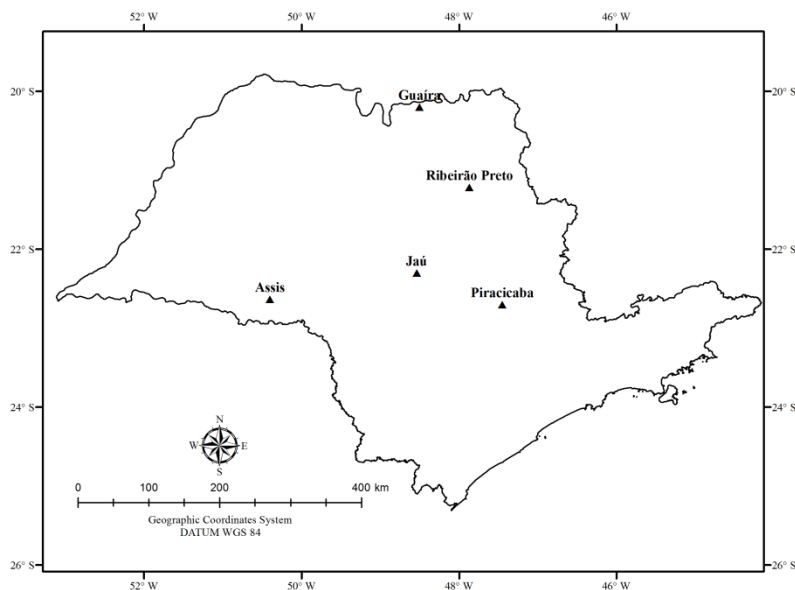 52° W 50° W 48° W 46° W
20° S 20° S
Guaíra
Ribeirão Preto
22° S 22° S
Jaú
Assis
Piracicaba
24° S 24° S
N
W E
S
0 100 200 400 km
Geographic Coordinates System
DATUM WGS 84
26° S 26° S
52° W 50° W 48° W 46° W